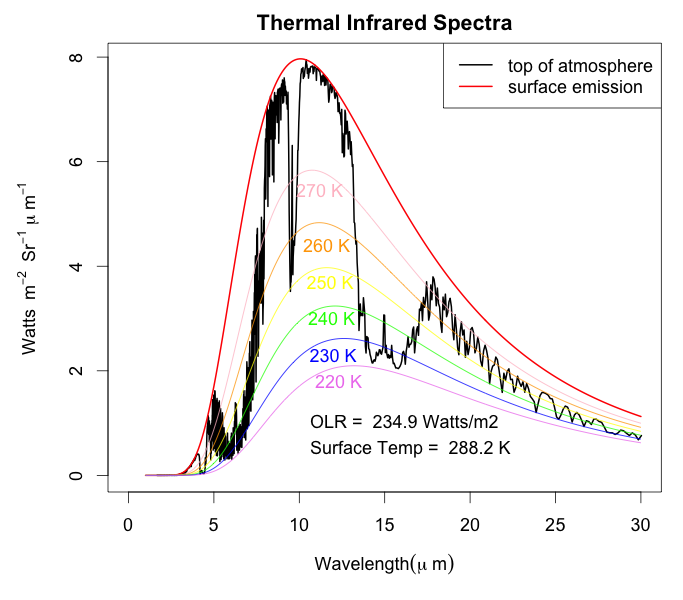 Thermal Infrared Spectra
top of atmosphere
surface emission
8
6
4
2
0
Watts m−2 Sr−1 μ m−1
270 K
260 K
250 K
240 K
230 K
220 K
OLR = 234.9 Watts/m2
Surface Temp = 288.2 K
0 5 10 15 20 25 30
Wavelength(μ m)